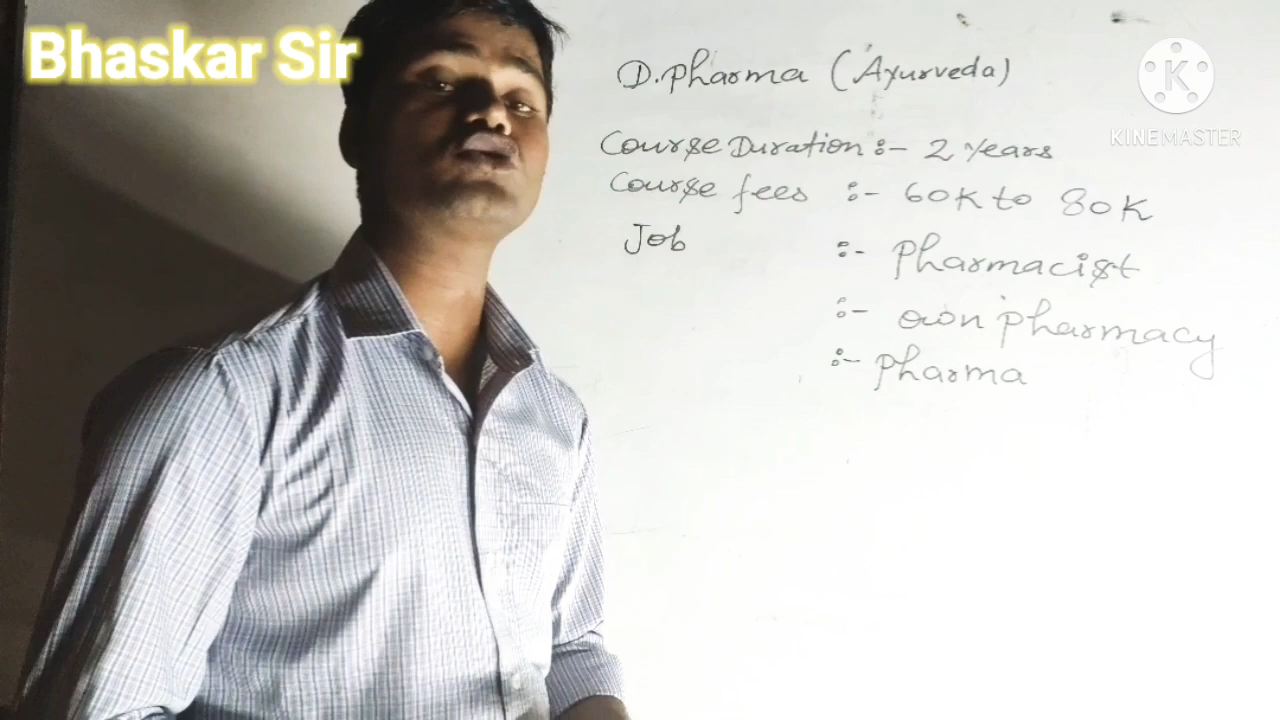 Bhaskar Sir
D.pharma (Ayurveda)
Course Duration :- 2 years
Course fees :- 60K to 80K
Job :- Pharmacist
:- own pharmacy
:- Pharma
KINEMASTER